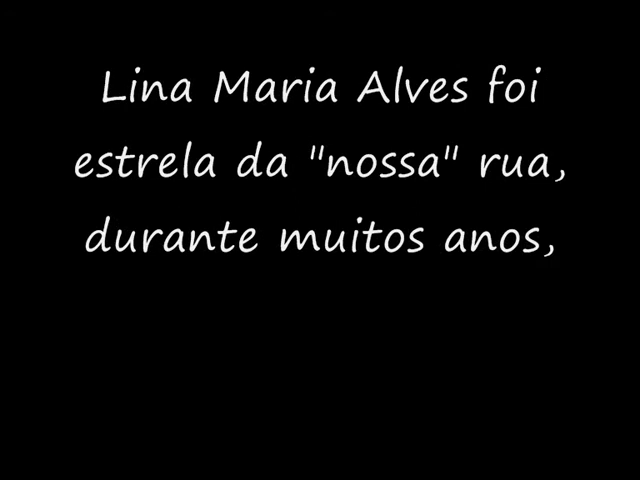 Lina Maria Alves foi
estrela da "nossa" rua,
durante muitos anos,